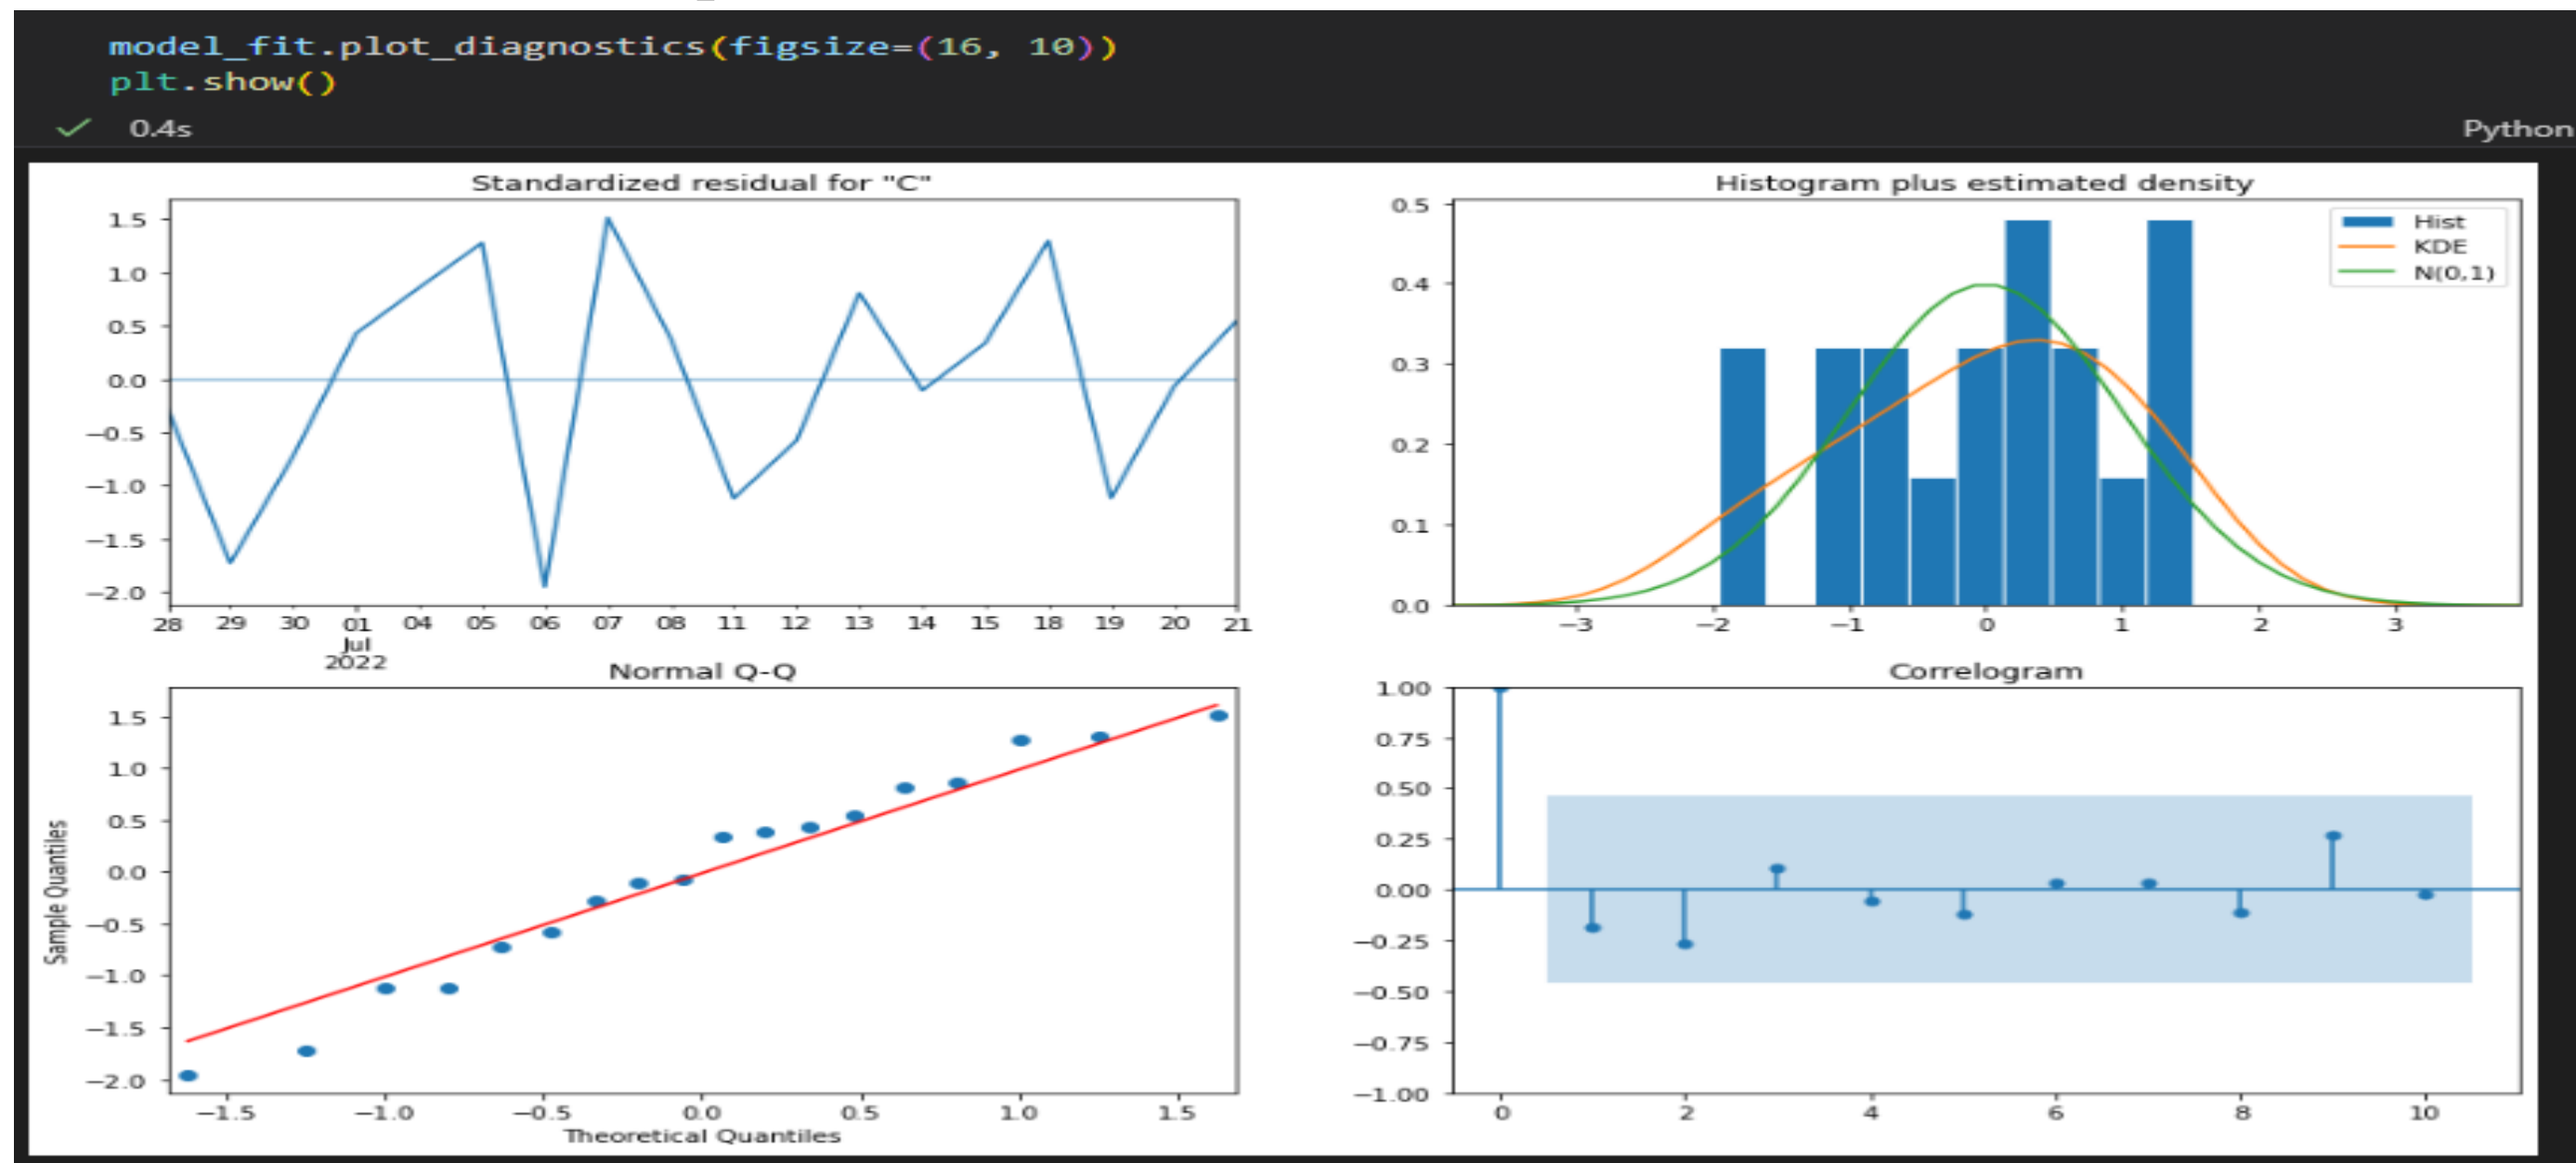 model_fit.plot_diagnostics(figsize=(16, 10))
plt.show()
0.4s
Python
Standardized residual for "C"
1.5
1.0
0.5
0.0
−0.5
−1.0
−1.5
−2.0
28 29 30 01 04 05 06 07 08 11 12 13 14 15 18 19 20 21
Jul
2022
Histogram plus estimated density
Hist
KDE
N(0,1)
0.5
0.4
0.3
0.2
0.1
0.0
−3 −2 −1 0 1 2 3
Normal Q-Q
Sample Quantiles
1.5
1.0
0.5
0.0
−0.5
−1.0
−1.5
−2.0
−1.5 −1.0 −0.5 0.0 0.5 1.0 1.5
Theoretical Quantiles
Correlogram
1.00
0.75
0.50
0.25
0.00
−0.25
−0.50
−0.75
−1.00
0 2 4 6 8 10